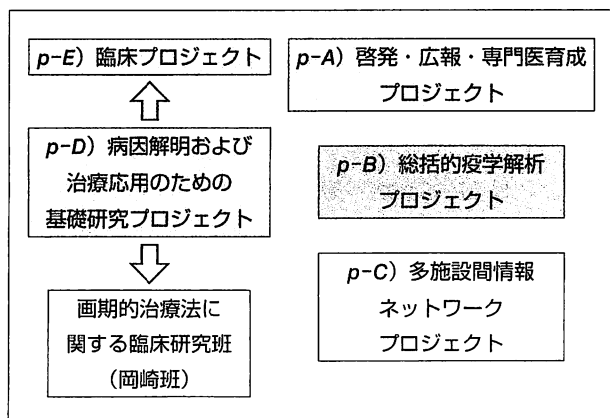 p-E）臨床プロジェクト
p-D）病因解明および
治療応用のための
基礎研究プロジェクト
画期的治療法に
関する臨床研究班
（岡崎班）
p-A）啓発・広報・専門医育成
プロジェクト
p-B）総括的疫学解析
プロジェクト
p-C）多施設間情報
ネットワーク
プロジェクト